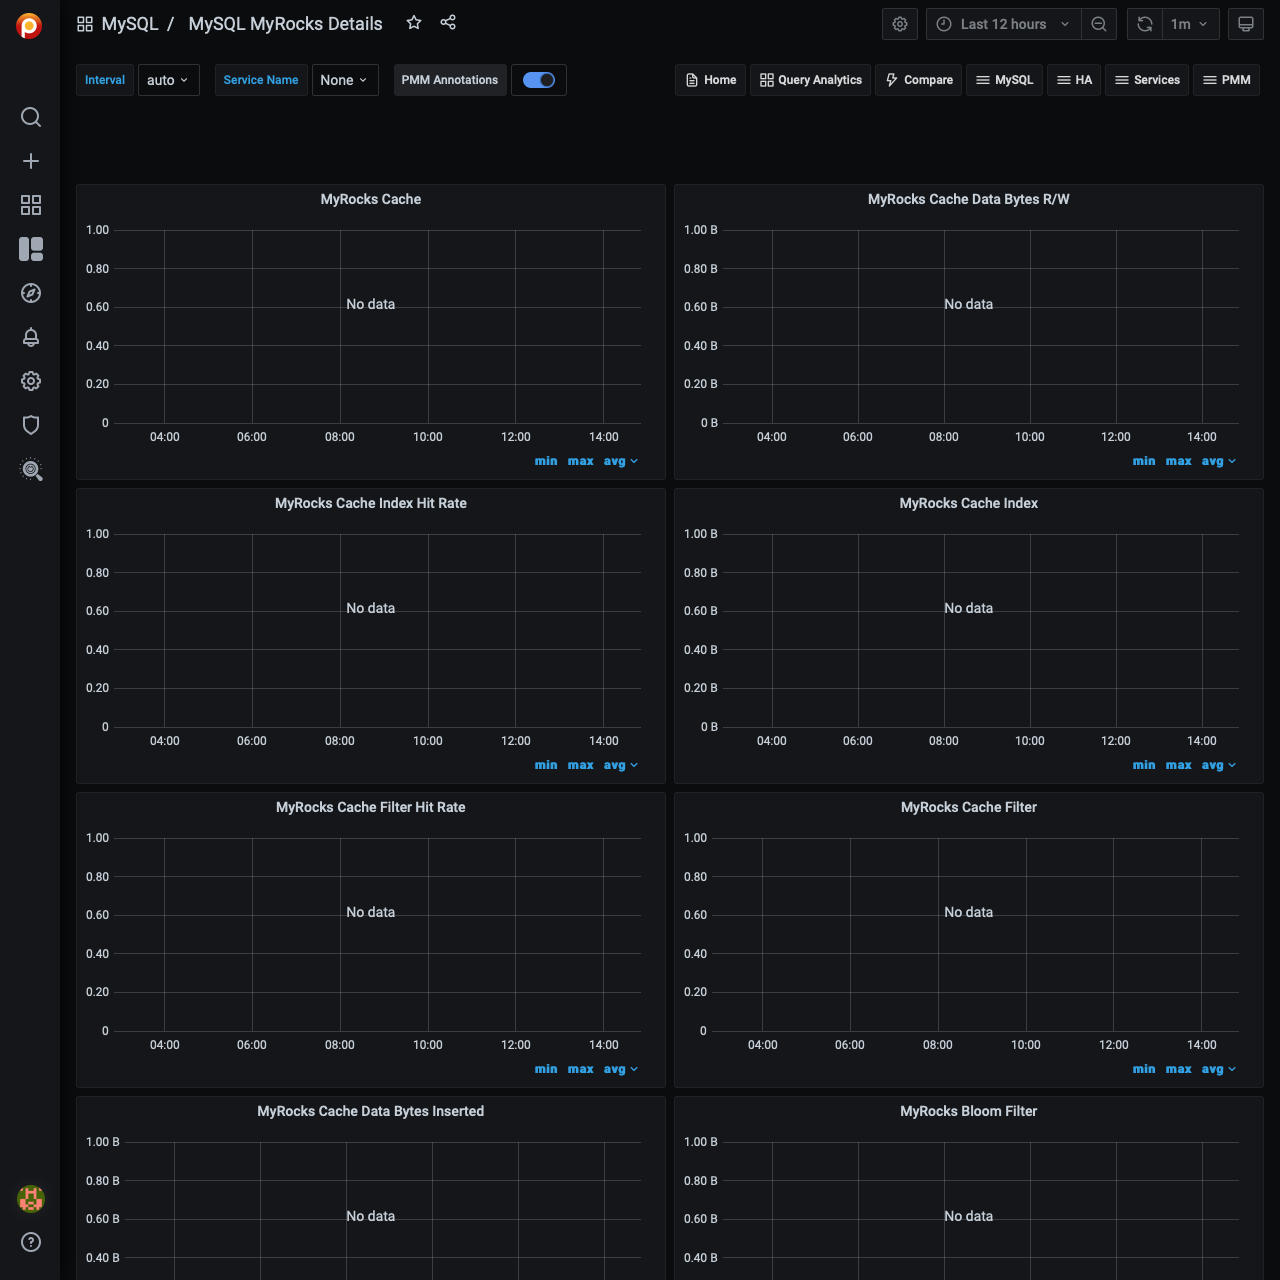 MySQL / MySQL MyRocks Details
Last 12 hours
1m
Interval auto Service Name None PMM Annotations
Home Query Analytics Compare MySQL HA Services PMM
MyRocks Cache
1.00
0.80
0.60
0.40
0.20
0
No data
04:00 06:00 08:00 10:00 12:00 14:00
min max avg
MyRocks Cache Data Bytes R/W
1.00 B
0.80 B
0.60 B
0.40 B
0.20 B
0 B
No data
04:00 06:00 08:00 10:00 12:00 14:00
min max avg
MyRocks Cache Index Hit Rate
1.00
0.80
0.60
0.40
0.20
0
No data
04:00 06:00 08:00 10:00 12:00 14:00
min max avg
MyRocks Cache Index
1.00 B
0.80 B
0.60 B
0.40 B
0.20 B
0 B
No data
04:00 06:00 08:00 10:00 12:00 14:00
min max avg
MyRocks Cache Filter Hit Rate
1.00
0.80
0.60
0.40
0.20
0
No data
04:00 06:00 08:00 10:00 12:00 14:00
min max avg
MyRocks Cache Filter
1.00
0.80
0.60
0.40
0.20
0
No data
04:00 06:00 08:00 10:00 12:00 14:00
min max avg
MyRocks Cache Data Bytes Inserted
1.00 B
0.80 B
0.60 B
0.40 B
No data
MyRocks Bloom Filter
1.00 B
0.80 B
0.60 B
0.40 B
No data